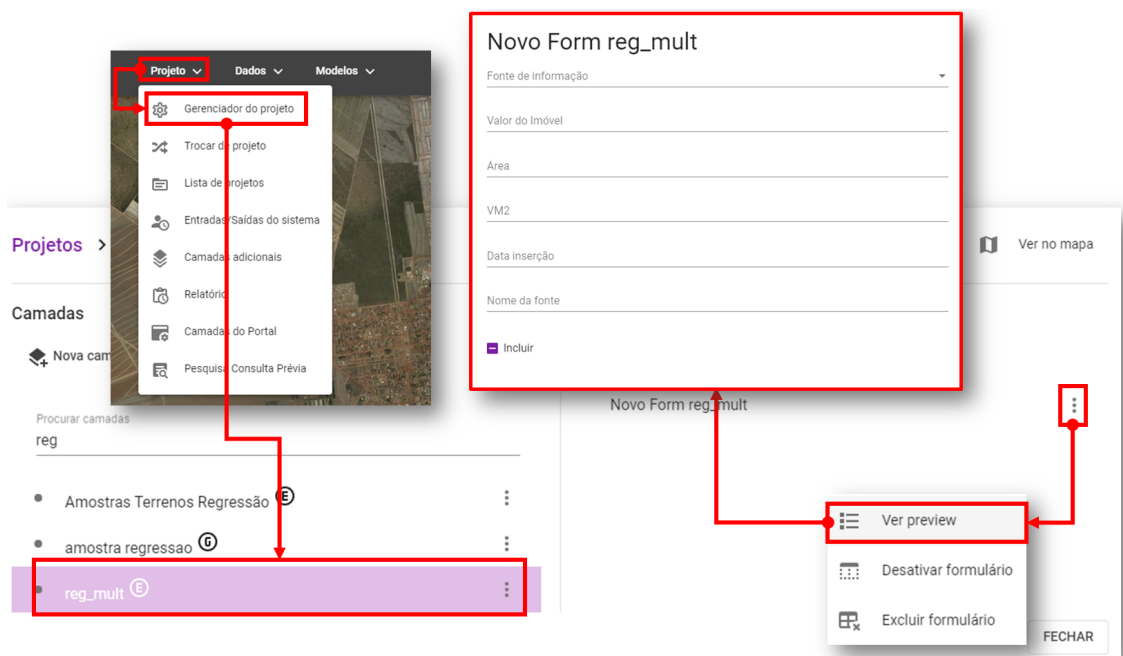 Projeto
Dados
Modelos
Gerenciador do projeto
Trocar de projeto
Lista de projetos
Entradas/Saídas do sistema
Camadas adicionais
Relatório
Camadas do Portal
Pesquisa Consulta Prévia
Novo Form reg_mult
Fonte de informação
Valor do Imóvel
Área
VM2
Data inserção
Nome da fonte
Incluir
Projetos >
Ver no mapa
Camadas
Nova cam
Procurar camadas
reg
Amostras Terrenos Regressão E
amostra regressao G
reg_mult E
Novo Form reg_mult
Ver preview
Desativar formulário
Excluir formulário
FECHAR